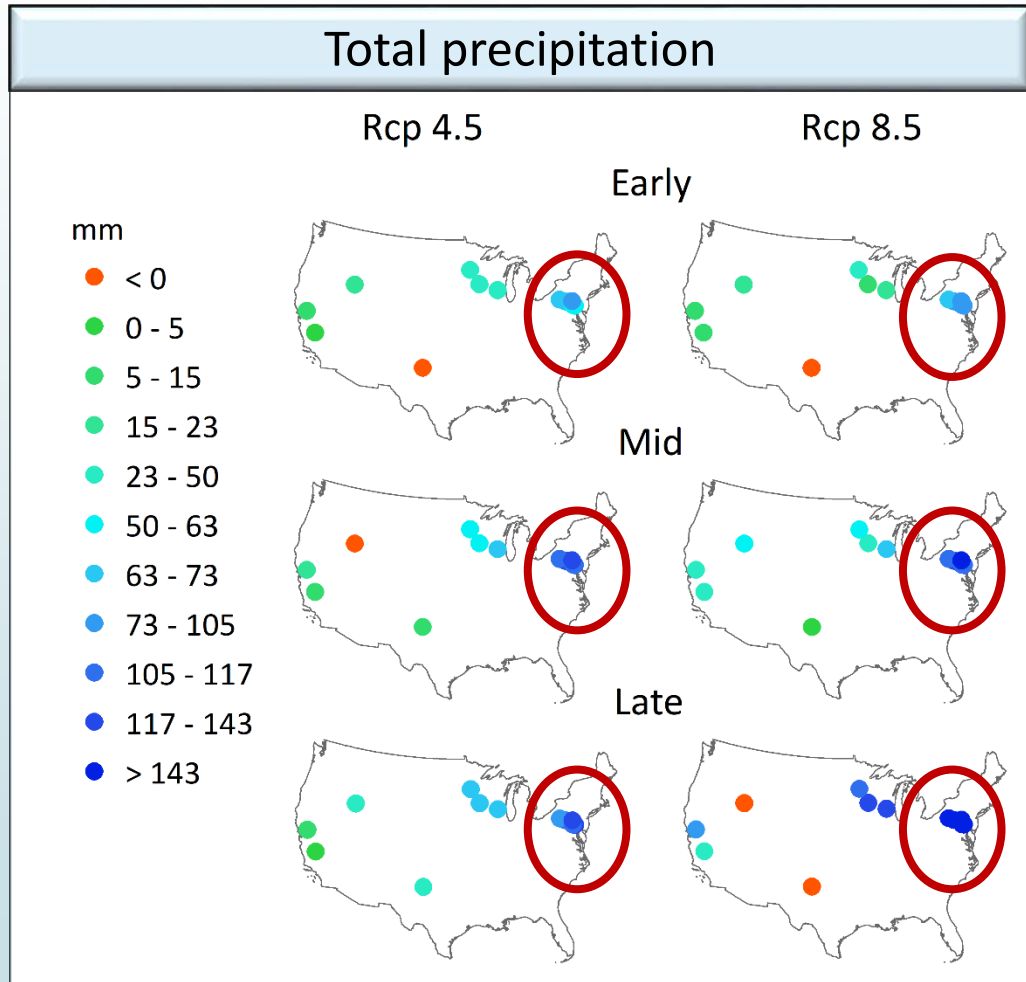 Total precipitation
Rcp 4.5
Rcp 8.5
Early
mm
< 0
0 - 5
5 - 15
15 - 23
23 - 50
50 - 63
63 - 73
73 - 105
105 - 117
117 - 143
> 143
Mid
Late